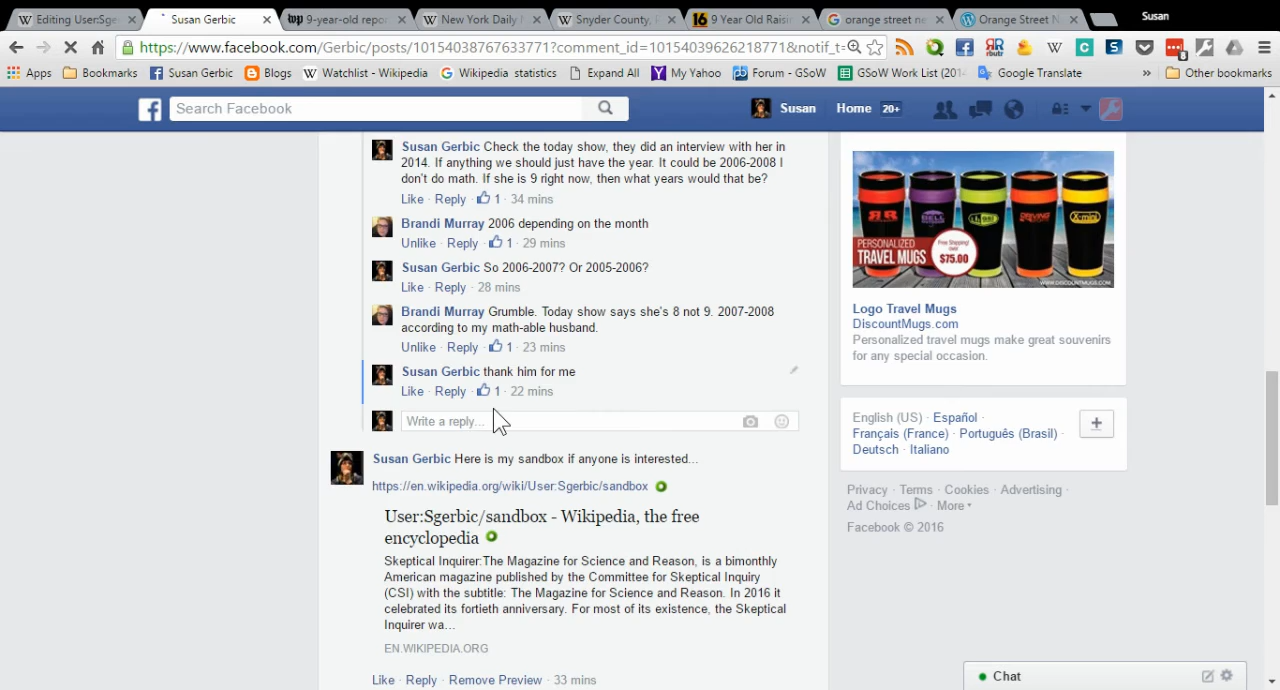 Susan
Editing User:Sge
Susan Gerbic
9-year-old repor
New York Daily
Snyder County,
9 Year Old Raisin
orange street ne
Orange Street N
https://www.facebook.com/Gerbic/posts/10154038767633771?comment_id=10154039626218771&notif_t=
Apps Bookmarks Susan Gerbic Blogs Watchlist - Wikipedia Wikipedia statistics Expand All My Yahoo Forum - GSoW GSoW Work List (201 Google Translate » Other bookmarks
Search Facebook
Susan Home 20+
Susan Gerbic Check the today show, they did an interview with her in
2014. If anything we should just have the year. It could be 2006-2008 I
don't do math. If she is 9 right now, then what years would that be?
Like · Reply · 1 · 34 mins
Brandi Murray 2006 depending on the month
Unlike · Reply · 1 · 29 mins
Susan Gerbic So 2006-2007? Or 2005-2006?
Like · Reply · 28 mins
Brandi Murray Grumble. Today show says she's 8 not 9. 2007-2008
according to my math-able husband.
Unlike · Reply · 1 · 23 mins
Susan Gerbic thank him for me
Like · Reply · 1 · 22 mins
Write a reply...
Susan Gerbic Here is my sandbox if anyone is interested...
https://en.wikipedia.org/wiki/User:Sgerbic/sandbox
User:Sgerbic/sandbox - Wikipedia, the free
encyclopedia
Skeptical Inquirer:The Magazine for Science and Reason, is a bimonthly
American magazine published by the Committee for Skeptical Inquiry
(CSI) with the subtitle: The Magazine for Science and Reason. In 2016 it
celebrated its fortieth anniversary. For most of its existence, the Skeptical
Inquirer wa...
EN.WIKIPEDIA.ORG
Like · Reply · Remove Preview · 33 mins
PERSONALIZED
TRAVEL MUGS
Free Shipping!
over
$75.00
BELL
X-mini
WWW.DISCOUNTMUGS.COM
Logo Travel Mugs
DiscountMugs.com
Personalized travel mugs make great souvenirs
for any special occasion.
English (US) · Español ·
Français (France) · Português (Brasil) ·
Deutsch · Italiano
Privacy · Terms · Cookies · Advertising ·
Ad Choices · More
Facebook © 2016
Chat